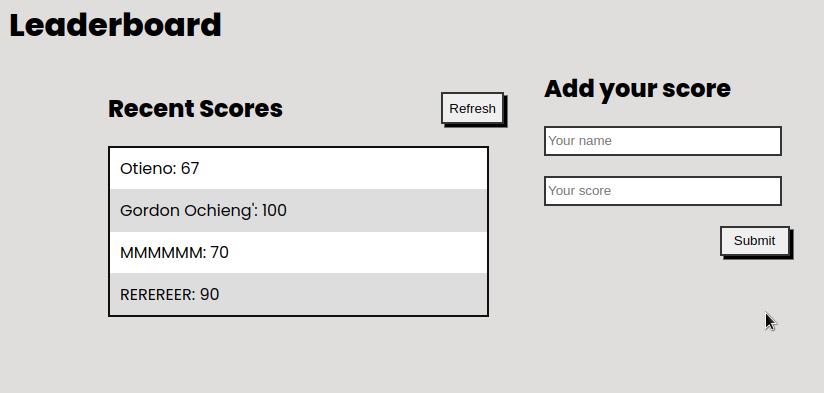 Leaderboard
Recent Scores
Refresh
Otieno: 67
Gordon Ochieng': 100
MMMMMM: 70
REREREER: 90
Add your score
Your name
Your score
Submit